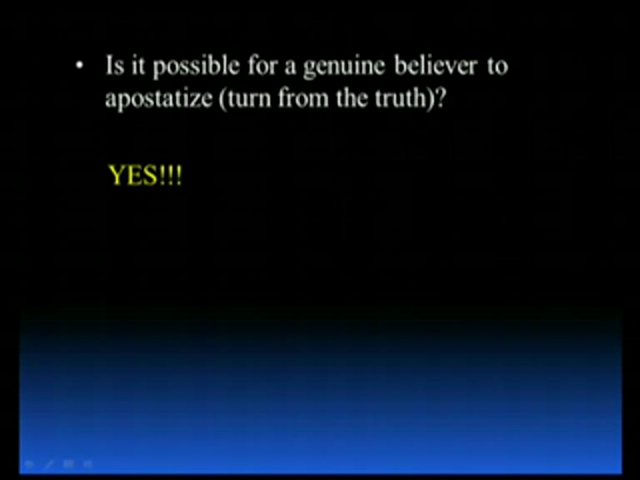 • Is it possible for a genuine believer to
apostatize (turn from the truth)?
YES!!!